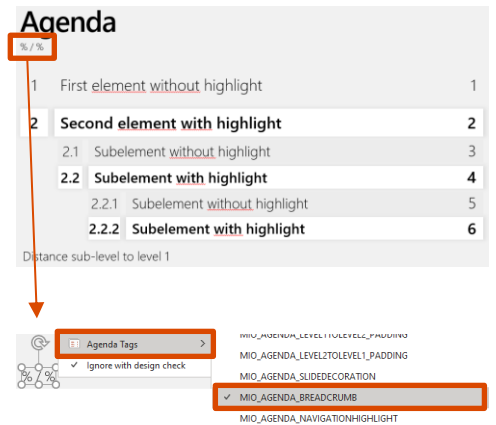 Agenda
% / %
1 First element without highlight 1
2 Second element with highlight 2
2.1 Subelement without highlight 3
2.2 Subelement with highlight 4
2.2.1 Subelement without highlight 5
2.2.2 Subelement with highlight 6
Distance sub-level to level 1
MIO_AGENDA_LEVEL1TOLEVEL2_PADDING
Agenda Tags >
MIO_AGENDA_LEVEL2TOLEVEL1_PADDING
✓ Ignore with design check
% / %
MIO_AGENDA_SLIDEDECORATION
✓ MIO_AGENDA_BREADCRUMB
MIO_AGENDA_NAVIGATIONHIGHLIGHT